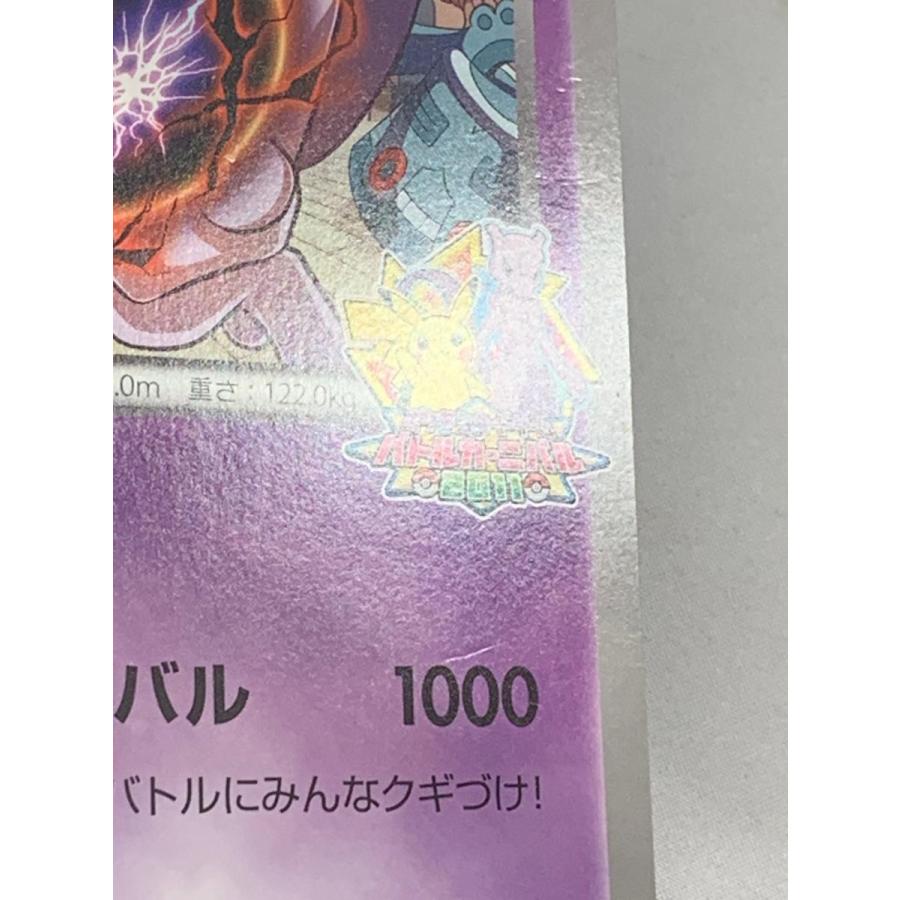 .0m 重さ : 122.0kg
バトルカーニバル
2011
バル 1000
バトルにみんなクギづけ!